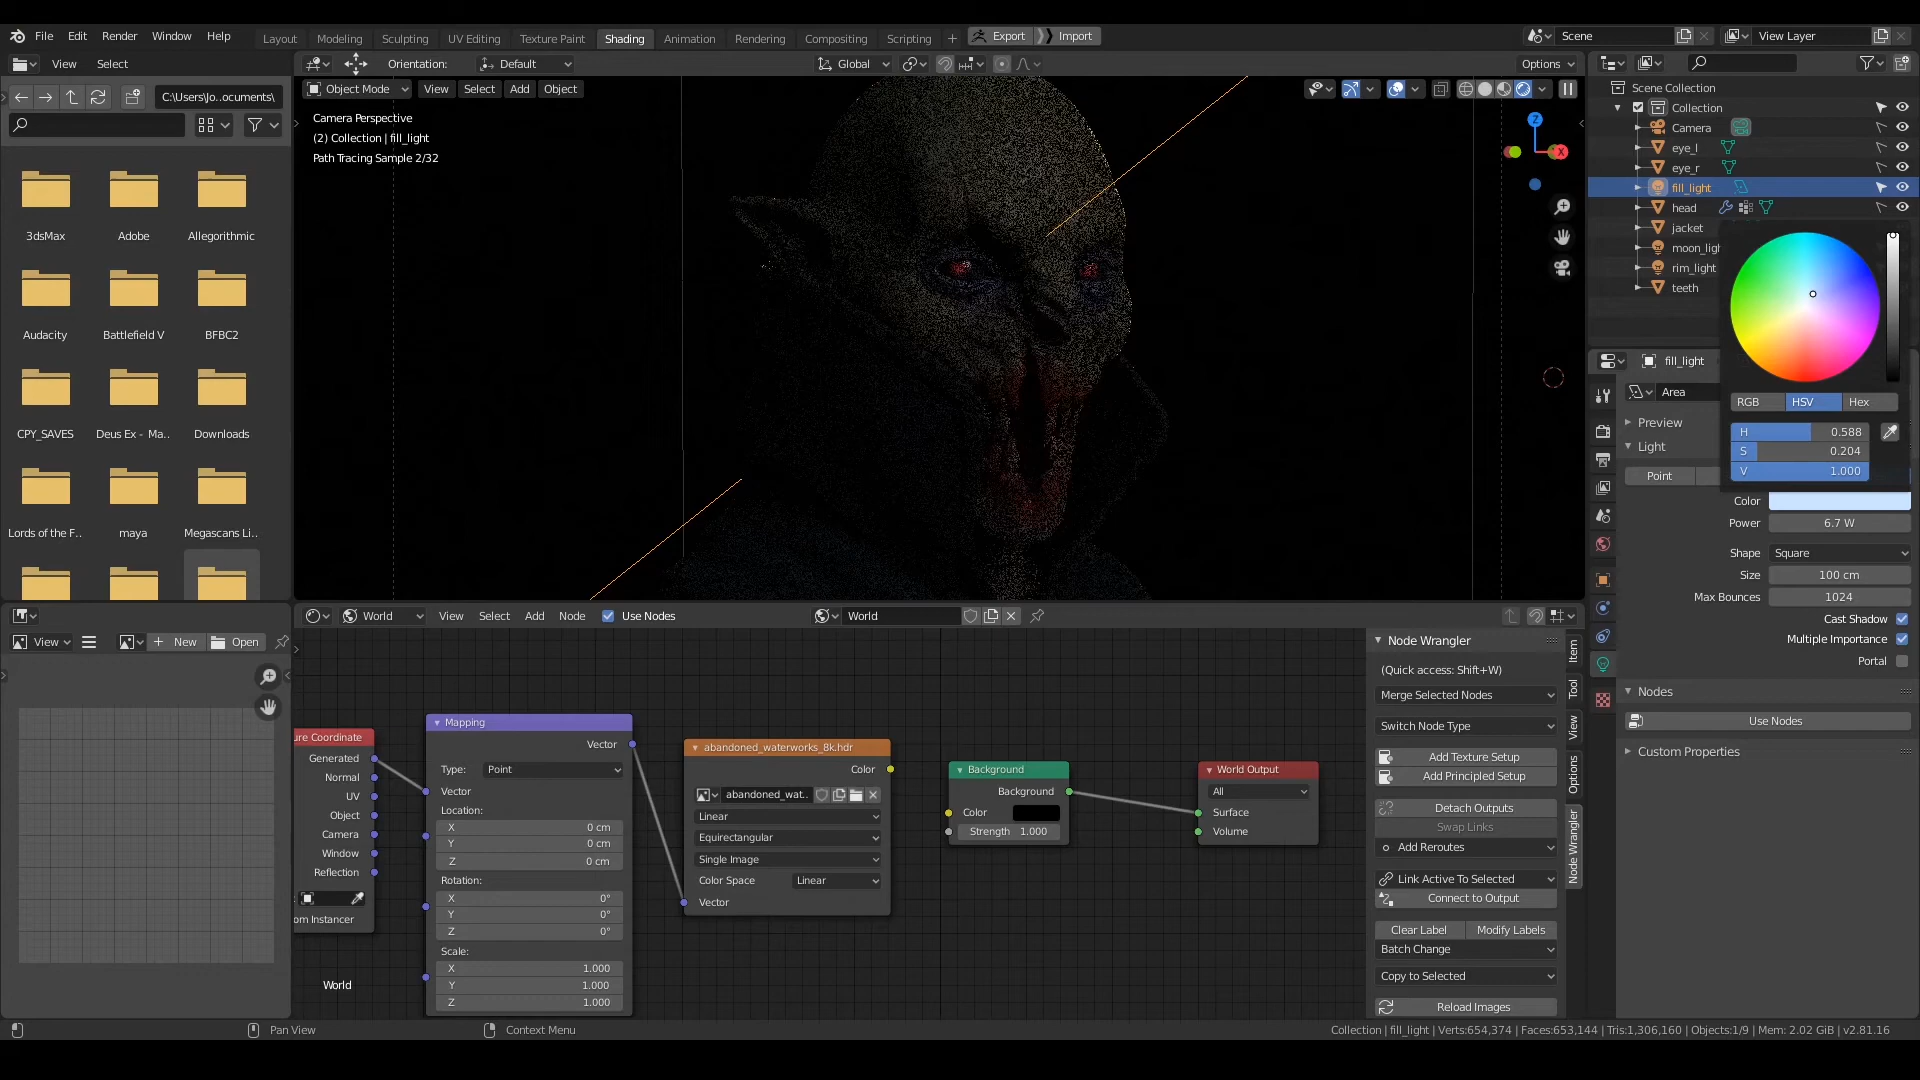 File Edit Render Window Help
Layout Modeling Sculpting UV Editing Texture Paint Shading Animation Rendering Compositing Scripting + Export Import
Scene View Layer
View Select
Orientation: Default Global Options
C:\Users\Jo..ocuments\
Object Mode View Select Add Object
Camera Perspective
(2) Collection | fill_light
Path Tracing Sample 2/32
Z
X
3dsMax Adobe Allegorithmic
Audacity Battlefield V BFBC2
CPY_SAVES Deus Ex - Ma.. Downloads
Lords of the F.. maya Megascans Li..
Scene Collection
Collection
Camera
eye_l
eye_r
fill_light
head
jacket
moon_ligh
rim_light
teeth
fill_light
Area
Preview
Light
Point
RGB HSV Hex
H 0.588
S 0.204
V 1.000
Color
Power 6.7 W
Shape Square
Size 100 cm
Max Bounces 1024
Cast Shadow
Multiple Importance
Portal
Nodes
Use Nodes
Custom Properties
View New Open
World View Select Add Node Use Nodes World
ure Coordinate
Generated
Normal
UV
Object
Camera
Window
Reflection
om Instancer
World
Mapping
Vector
Type: Point
Vector
Location:
X 0 cm
Y 0 cm
Z 0 cm
Rotation:
X 0°
Y 0°
Z 0°
Scale:
X 1.000
Y 1.000
Z 1.000
abandoned_waterworks_8k.hdr
Color
abandoned_wat..
Linear
Equirectangular
Single Image
Color Space Linear
Vector
Background
Background
Color
Strength 1.000
World Output
All
Surface
Volume
Node Wrangler
(Quick access: Shift+W)
Merge Selected Nodes
Switch Node Type
Add Texture Setup
Add Principled Setup
Detach Outputs
Swap Links
Add Reroutes
Link Active To Selected
Connect to Output
Clear Label Modify Labels
Batch Change
Copy to Selected
Reload Images
Item
Tool
View
Options
Node Wrangler
Pan View Context Menu
Collection | fill_light | Verts:654,374 | Faces:653,144 | Tris:1,306,160 | Objects:1/9 | Mem: 2.02 GiB | v2.81.16